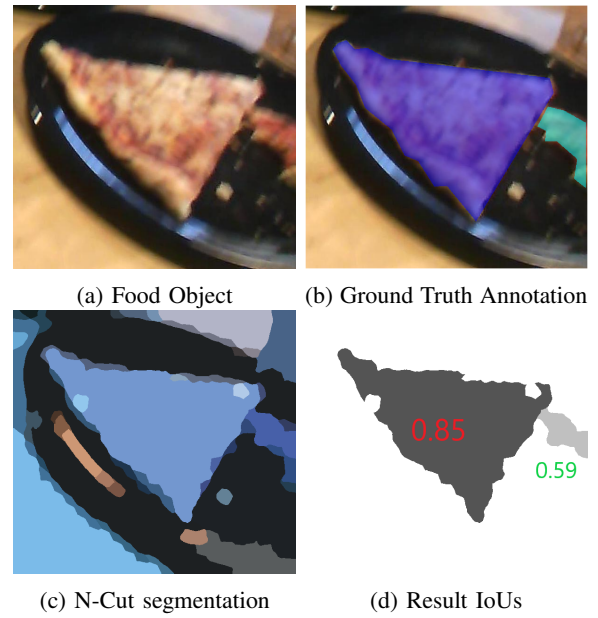 (a) Food Object
(b) Ground Truth Annotation
0.85
0.59
(c) N-Cut segmentation
(d) Result IoUs